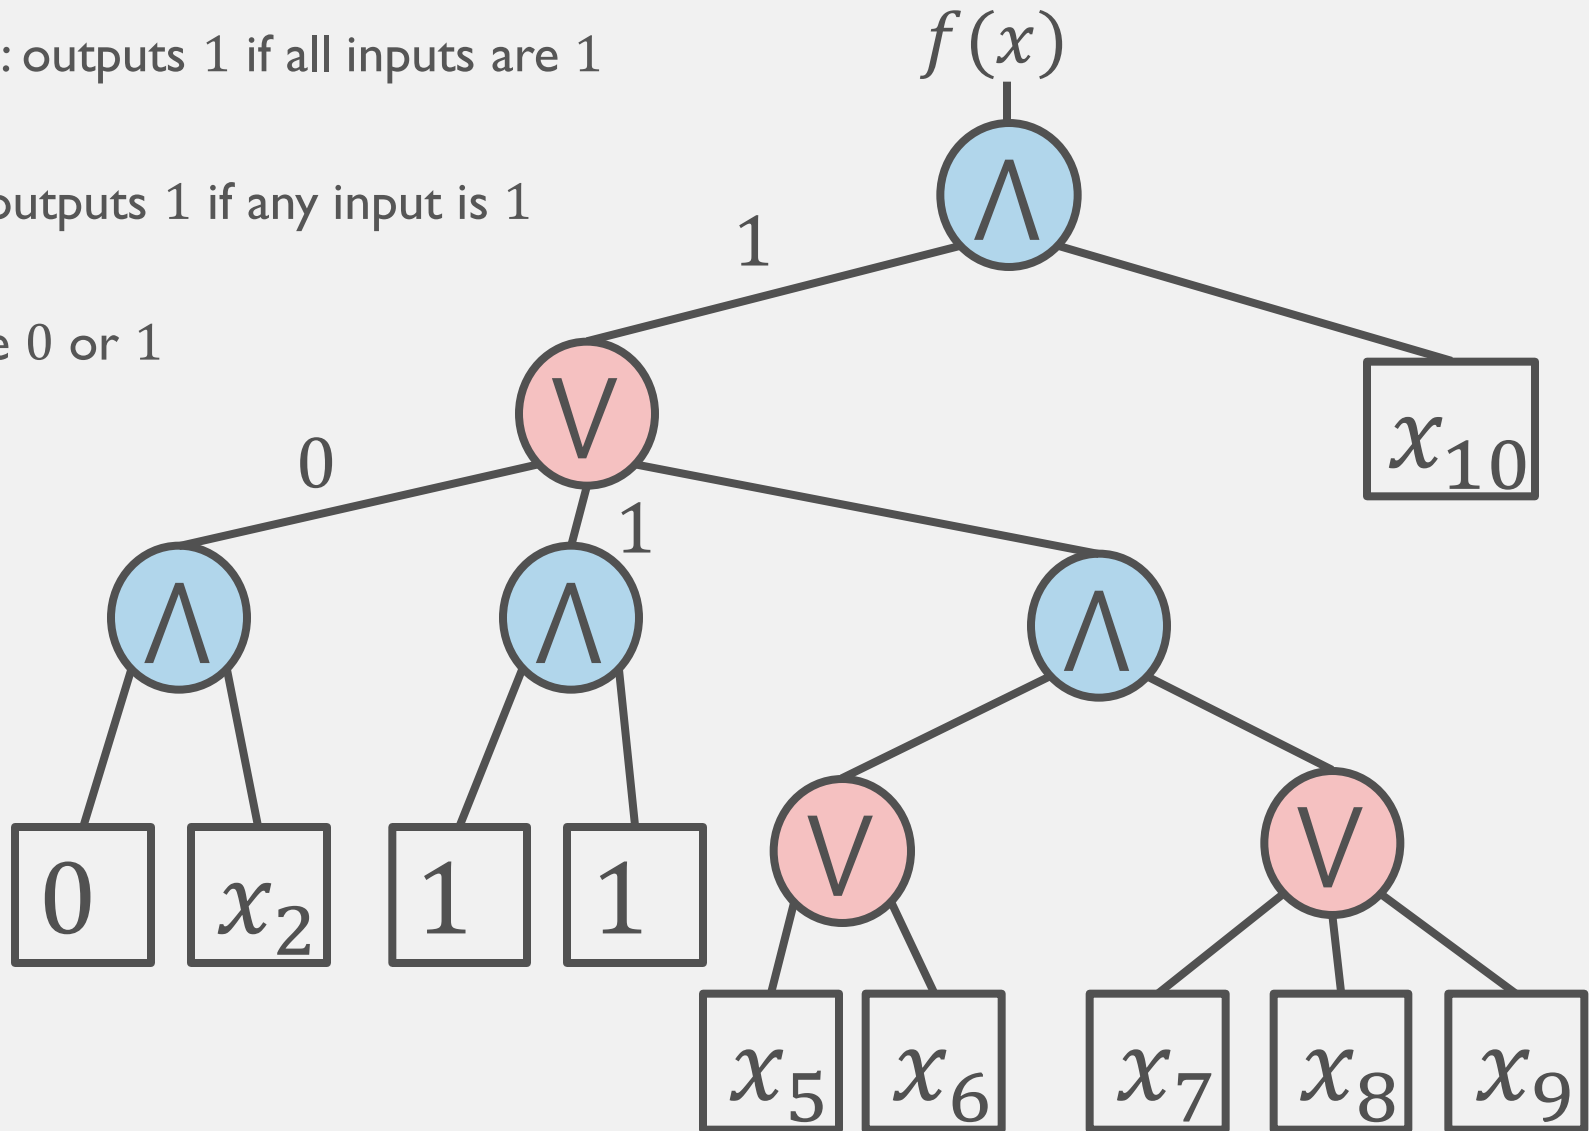 : outputs 1 if all inputs are 1
f(x)
Λ
outputs 1 if any input is 1
1
0 or 1
V
x₁₀
0
1
Λ Λ Λ
V V
0 x₂ 1 1
x₅ x₆ x₇ x₈ x₉